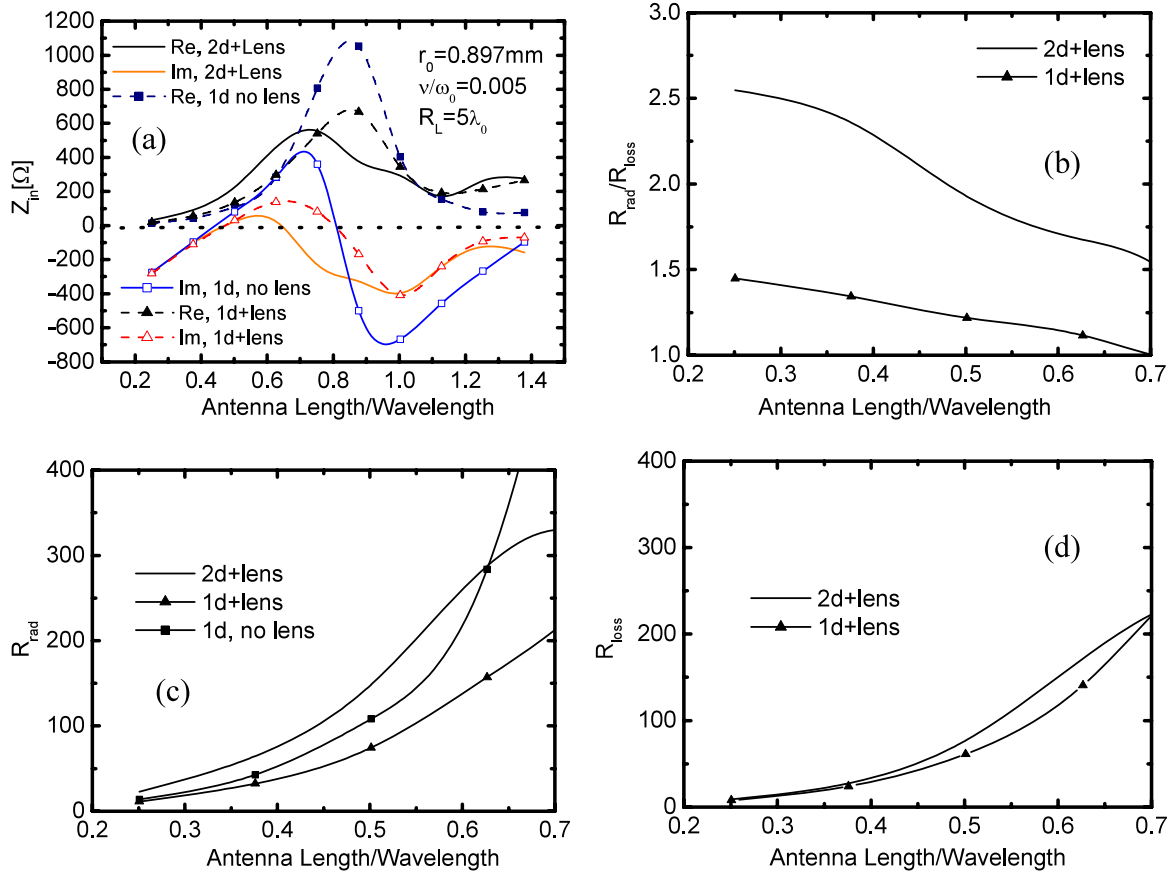 1200
1000
800
600
400
200
0
-200
-400
-600
-800
Z_in[Ω]
Re, 2d+Lens
Im, 2d+Lens
Re, 1d no lens
r_0=0.897mm
ν/ω_0=0.005
R_L=5λ_0
(a)
Im, 1d, no lens
Re, 1d+lens
Im, 1d+lens
0.2 0.4 0.6 0.8 1.0 1.2 1.4
Antenna Length/Wavelength
3.0
2.5
2.0
1.5
1.0
R_rad/R_loss
2d+lens
1d+lens
(b)
0.2 0.3 0.4 0.5 0.6 0.7
Antenna Length/Wavelength
400
300
200
100
0
R_rad
2d+lens
1d+lens
1d, no lens
(c)
0.2 0.3 0.4 0.5 0.6 0.7
Antenna Length/Wavelength
400
300
200
100
0
R_loss
(d)
2d+lens
1d+lens
0.2 0.3 0.4 0.5 0.6 0.7
Antenna Length/Wavelength